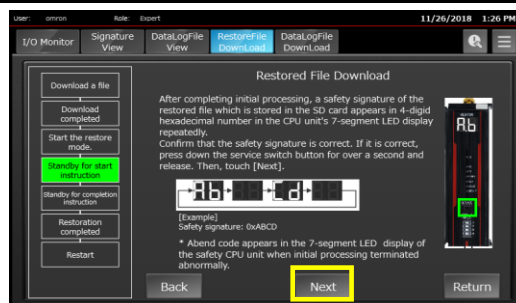 User: omron Role: Expert 11/26/2018 1:26 PM
I/O Monitor
Signature View
DataLogFile View
RestoreFile DownLoad
DataLogFile DownLoad
Restored File Download
Download a file
Download completed
Start the restore mode.
Standby for start instruction
Standby for completion instruction
Restoration completed
Restart
After completing initial processing, a safety signature of the
restored file which is stored in the SD card appears in 4-digid
hexadecimal number in the CPU unit's 7-segment LED display
repeatedly.
Confirm that the safety signature is correct. If it is correct,
press down the service switch button for over a second and
release. Then, touch [Next].
Ab Cd
[Example]
Safety signature: 0xABCD
* Abend code appears in the 7-segment LED display of
the safety CPU unit when initial processing terminated
abnormally.
Ab
Back
Next
Return